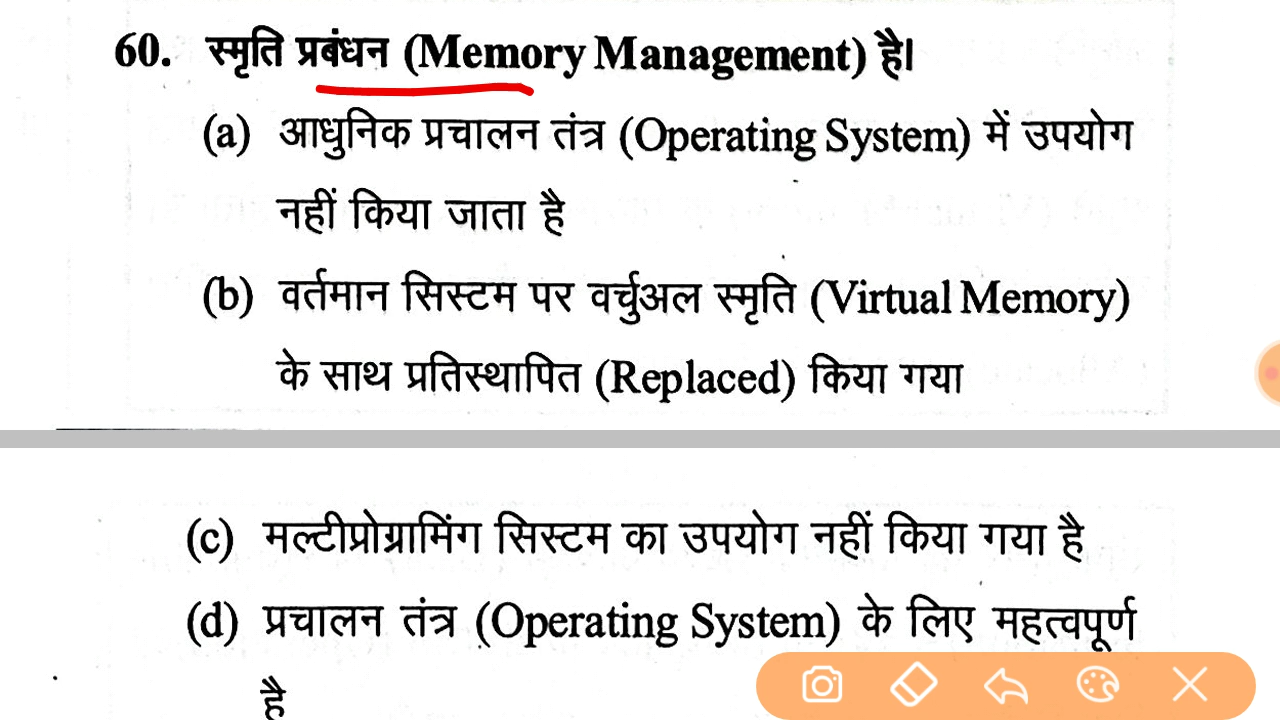 60. स्मृति प्रबंधन (Memory Management) है।
(a) आधुनिक प्रचालन तंत्र (Operating System) में उपयोग
नहीं किया जाता है
(b) वर्तमान सिस्टम पर वर्चुअल स्मृति (Virtual Memory)
के साथ प्रतिस्थापित (Replaced) किया गया
(c) मल्टीप्रोग्रामिंग सिस्टम का उपयोग नहीं किया गया है
(d) प्रचालन तंत्र (Operating System) के लिए महत्वपूर्ण
है